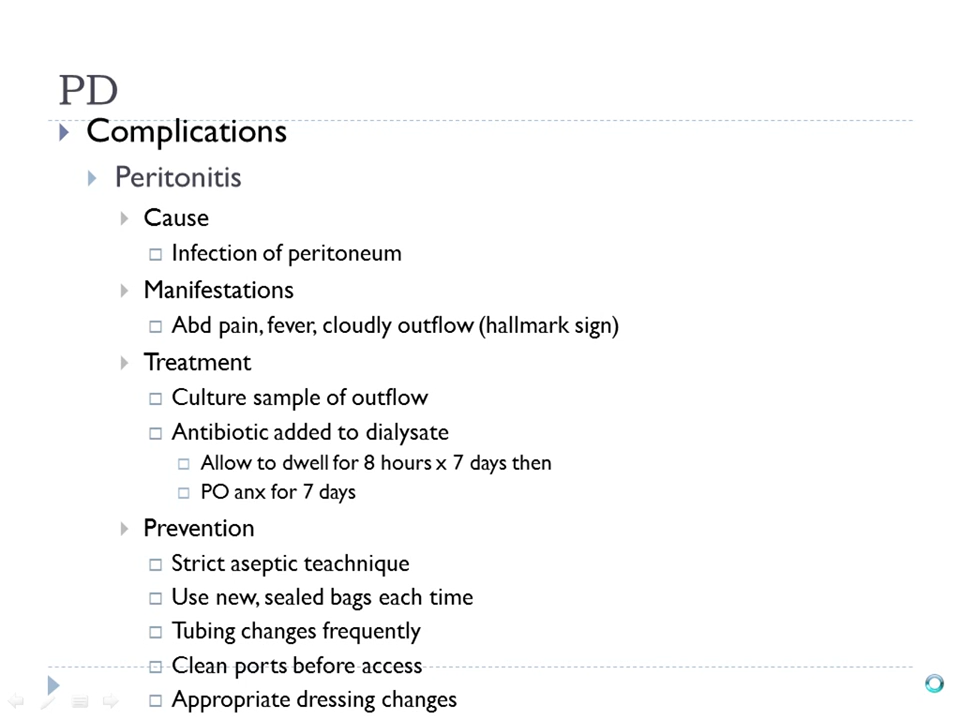 PD
Complications
Peritonitis
Cause
Infection of peritoneum
Manifestations
Abd pain, fever, cloudly outflow (hallmark sign)
Treatment
Culture sample of outflow
Antibiotic added to dialysate
Allow to dwell for 8 hours x 7 days then
PO anx for 7 days
Prevention
Strict aseptic teachnique
Use new, sealed bags each time
Tubing changes frequently
Clean ports before access
Appropriate dressing changes